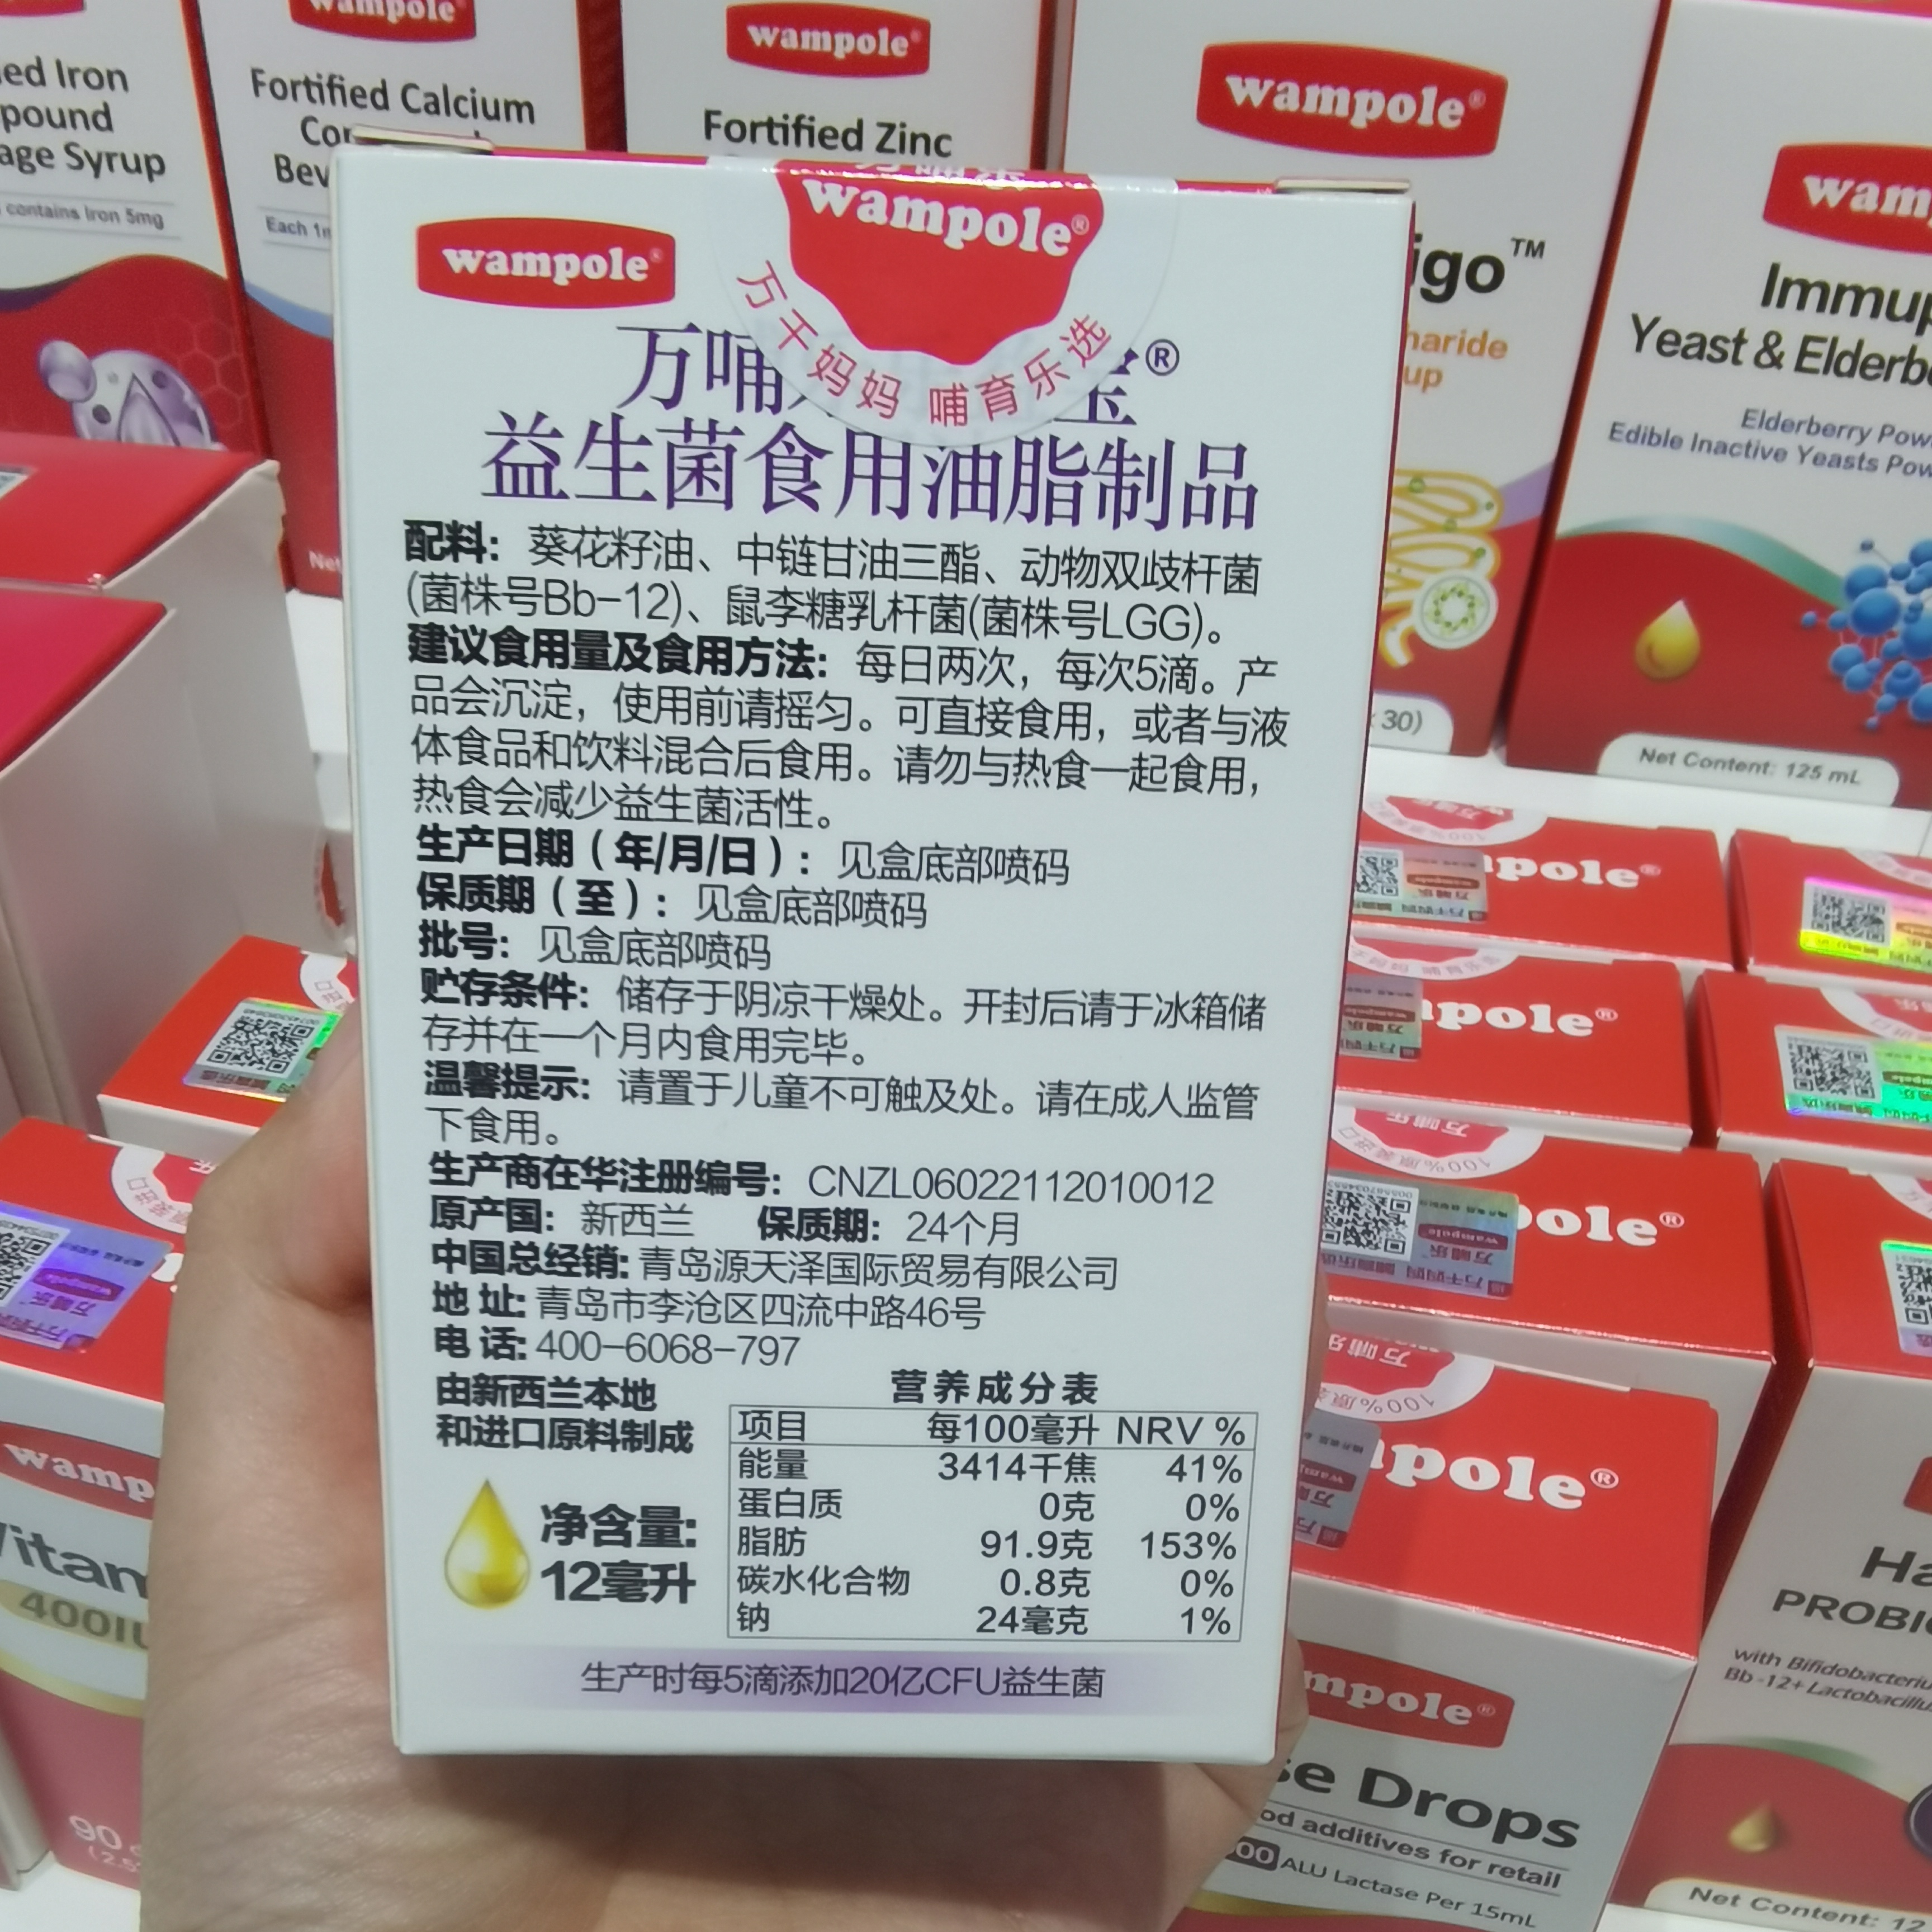 wampole®
Fortified Calcium
Each
contains Iron 5mg
wampole®
Fortified Zinc
wampole®
Yeast &
Elderberry
Edible Inactive Yeasts
Net Content: 125 mL
wampole®
wampole®
万千妈妈 哺育乐选
万哺
宝®
益生菌食用油脂制品
配料：葵花籽油、中链甘油三酯、动物双歧杆菌
(菌株号Bb-12)、鼠李糖乳杆菌(菌株号LGG)。
建议食用量及食用方法：每日两次，每次5滴。产
品会沉淀，使用前请摇匀。可直接食用，或者与液
体食品和饮料混合后食用。请勿与热食一起食用，
热食会减少益生菌活性。
生产日期（年/月/日）：见盒底部喷码
保质期（至）：见盒底部喷码
批号：见盒底部喷码
贮存条件：储存于阴凉干燥处。开封后请于冰箱储
存并在一个月内食用完毕。
温馨提示：请置于儿童不可触及处。请在成人监管
下食用。
生产商在华注册编号：CNZL06022112010012
原产国：新西兰 保质期：24个月
中国总经销：青岛源天泽国际贸易有限公司
地 址：青岛市李沧区四流中路46号
电 话：400-6068-797
由新西兰本地
和进口原料制成
净含量:
12毫升
营养成分表
项目 每100毫升 NRV %
能量 3414千焦 41%
蛋白质 0克 0%
脂肪 91.9克 153%
碳水化合物 0.8克 0%
钠 24毫克 1%
生产时每5滴添加20亿CFU益生菌
Drops
additives for retail
ALU Lactase Per 15mL
Net Content: